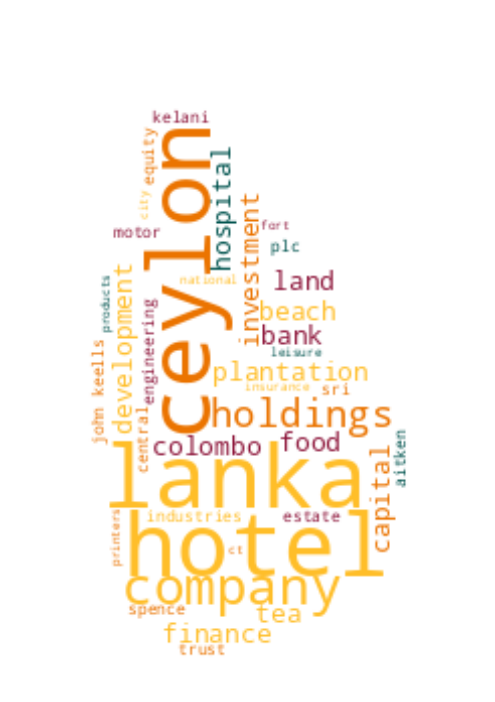 kelani
equity
ceylon
hospital
city
investment
fort
motor
plc
national
land
products
development
engineering
beach
bank
leisure
john keells
plantation
insurance
sri
central
holdings
colombo
food
aitken
lanka
capital
printers
industries
estate
hotel
ct
company
spence
tea
finance
trust